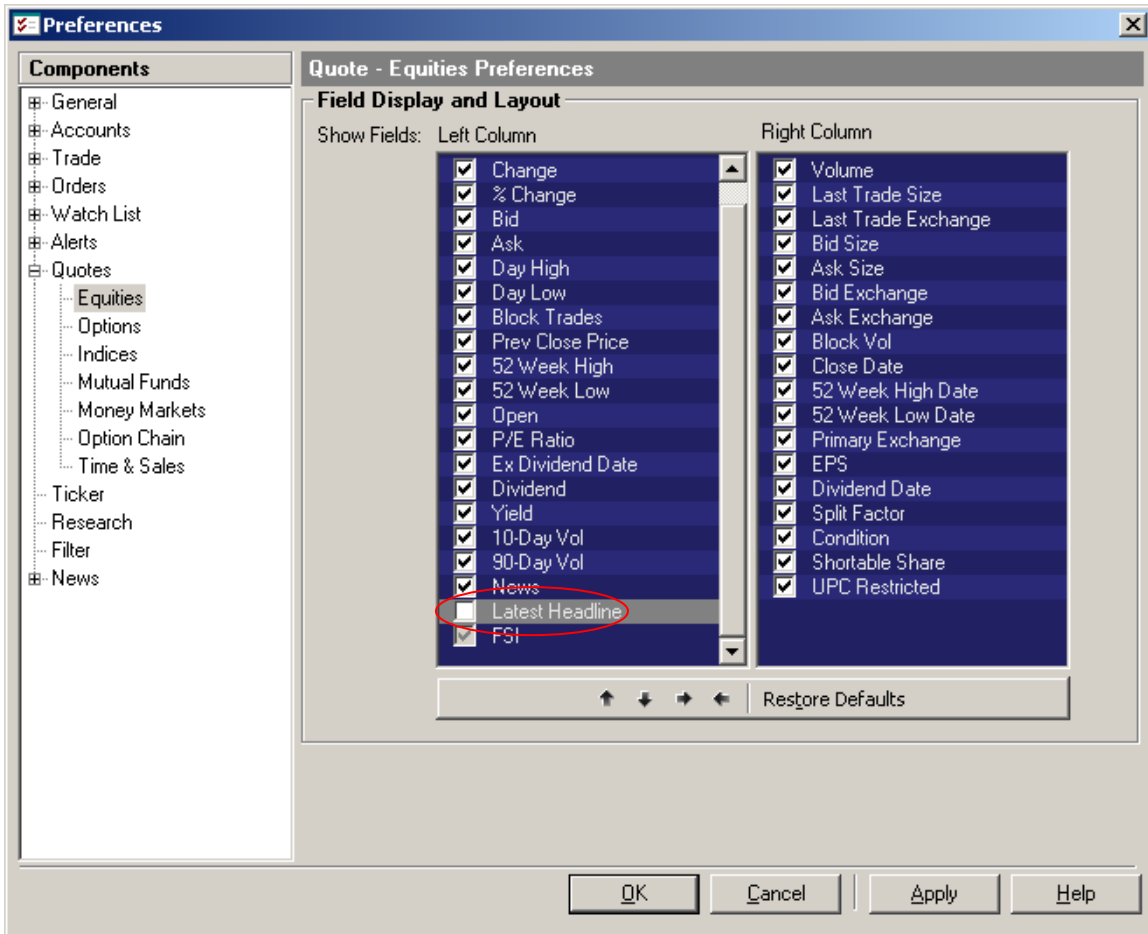 Preferences
Components
General
Accounts
Trade
Orders
Watch List
Alerts
Quotes
Equities
Options
Indices
Mutual Funds
Money Markets
Option Chain
Time & Sales
Ticker
Research
Filter
News
Quote - Equities Preferences
Field Display and Layout
Show Fields: Left Column
Change
% Change
Bid
Ask
Day High
Day Low
Block Trades
Prev Close Price
52 Week High
52 Week Low
Open
P/E Ratio
Ex Dividend Date
Dividend
Yield
10-Day Vol
90-Day Vol
News
Latest Headline
FSI
Right Column
Volume
Last Trade Size
Last Trade Exchange
Bid Size
Ask Size
Bid Exchange
Ask Exchange
Block Vol
Close Date
52 Week High Date
52 Week Low Date
Primary Exchange
EPS
Dividend Date
Split Factor
Condition
Shortable Share
UPC Restricted
Restore Defaults
OK
Cancel
Apply
Help